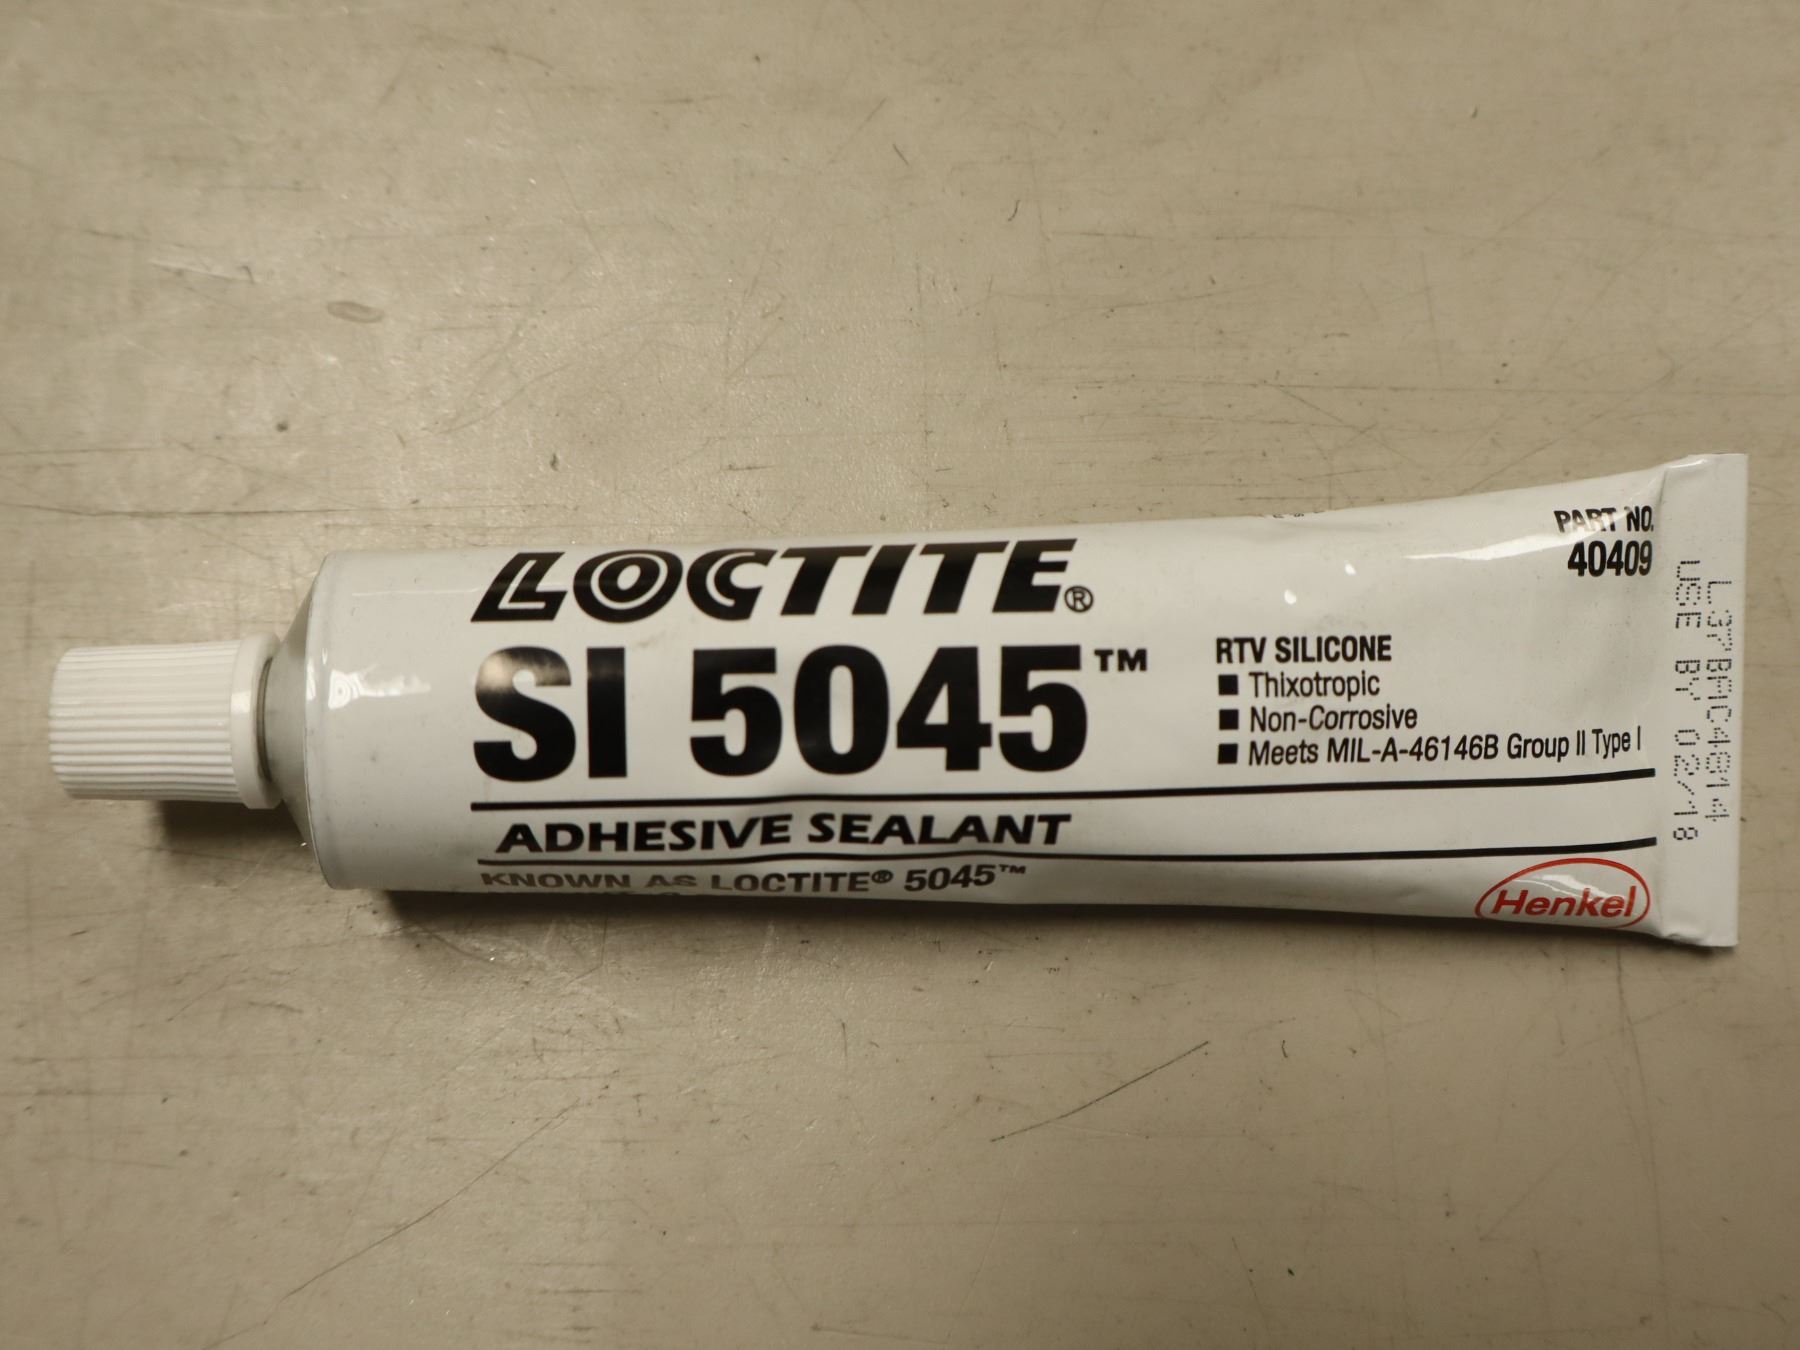 LOCTITE®
SI 5045™
ADHESIVE SEALANT
KNOWN AS LOCTITE® 5045™
PART NO.
40409
RTV SILICONE
■ Thixotropic
■ Non-Corrosive
■ Meets MIL-A-46146B Group II Type I
Henkel
L37BAC4814
USE BY 02/18